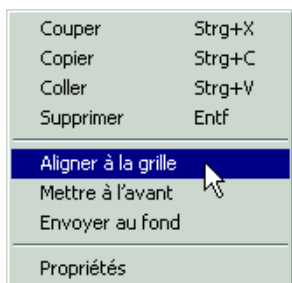 Couper Strg+X
Copier Strg+C
Coller Strg+V
Supprimer Entf
Aligner à la grille
Mettre à l'avant
Envoyer au fond
Propriétés